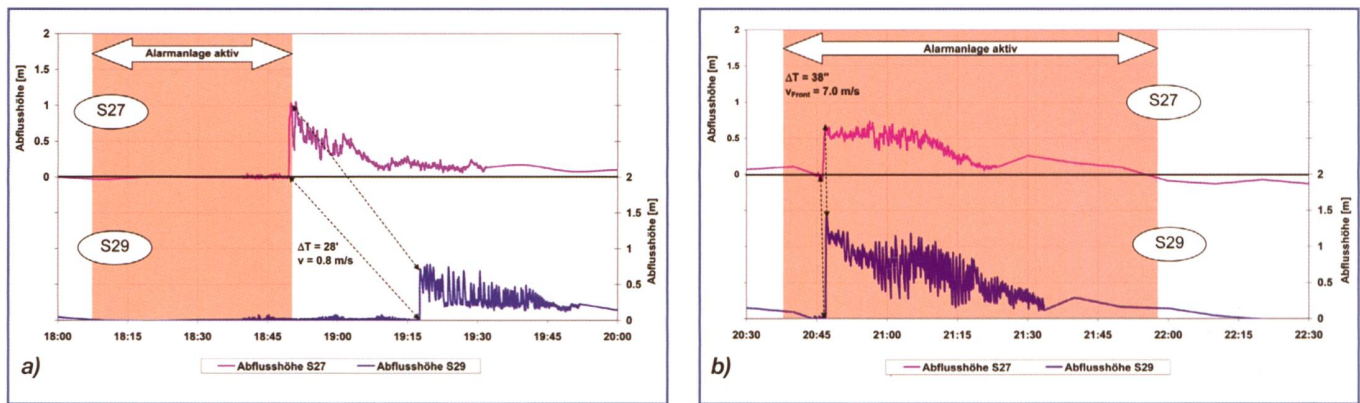 2
Alarmanlage aktiv
1.5
Abflusshöhe [m]
1
S27
0.5
0
2
1.5
Abflusshöhe [m]
S29
1
ΔT = 28'
v = 0.8 m/s
0.5
0
18:00 18:15 18:30 18:45 19:00 19:15 19:30 19:45 20:00
Abflusshöhe S27 Abflusshöhe S29
a)
2
Alarmanlage aktiv
1.5
ΔT = 38"
vFront = 7.0 m/s
Abflusshöhe [m]
S27
1
0.5
0
2
1.5
Abflusshöhe [m]
S29
1
0.5
0
20:30 20:45 21:00 21:15 21:30 21:45 22:00 22:15 22:30
Abflusshöhe S27 Abflusshöhe S29
b)